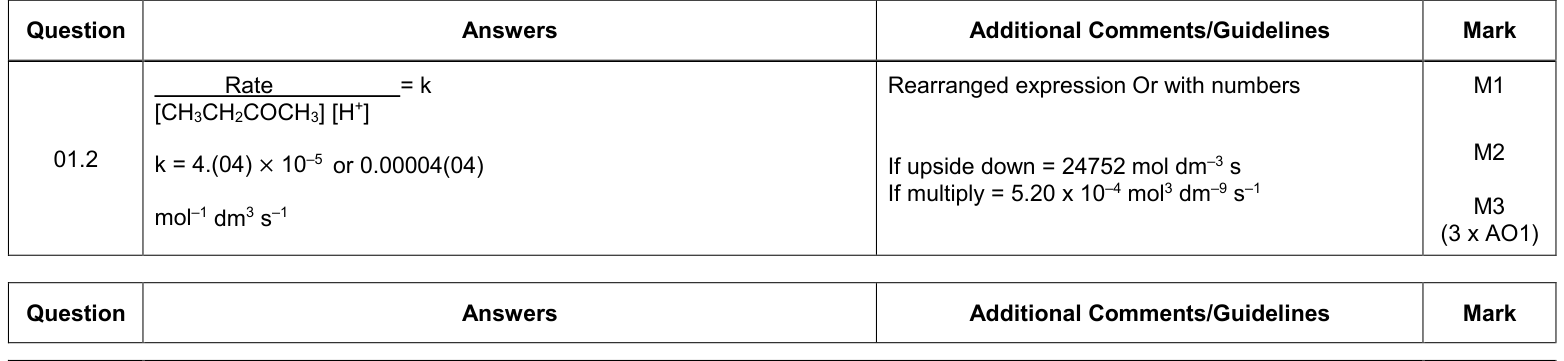 Question Answers Additional Comments/Guidelines Mark
01.2
Rate = k
[CH₃CH₂COCH₃] [H⁺]
k = 4.(04) × 10⁻⁵ or 0.00004(04)
mol⁻¹ dm³ s⁻¹
Rearranged expression Or with numbers
If upside down = 24752 mol dm⁻³ s
If multiply = 5.20 x 10⁻⁴ mol³ dm⁻⁹ s⁻¹
M1
M2
M3
(3 x AO1)
Question Answers Additional Comments/Guidelines Mark